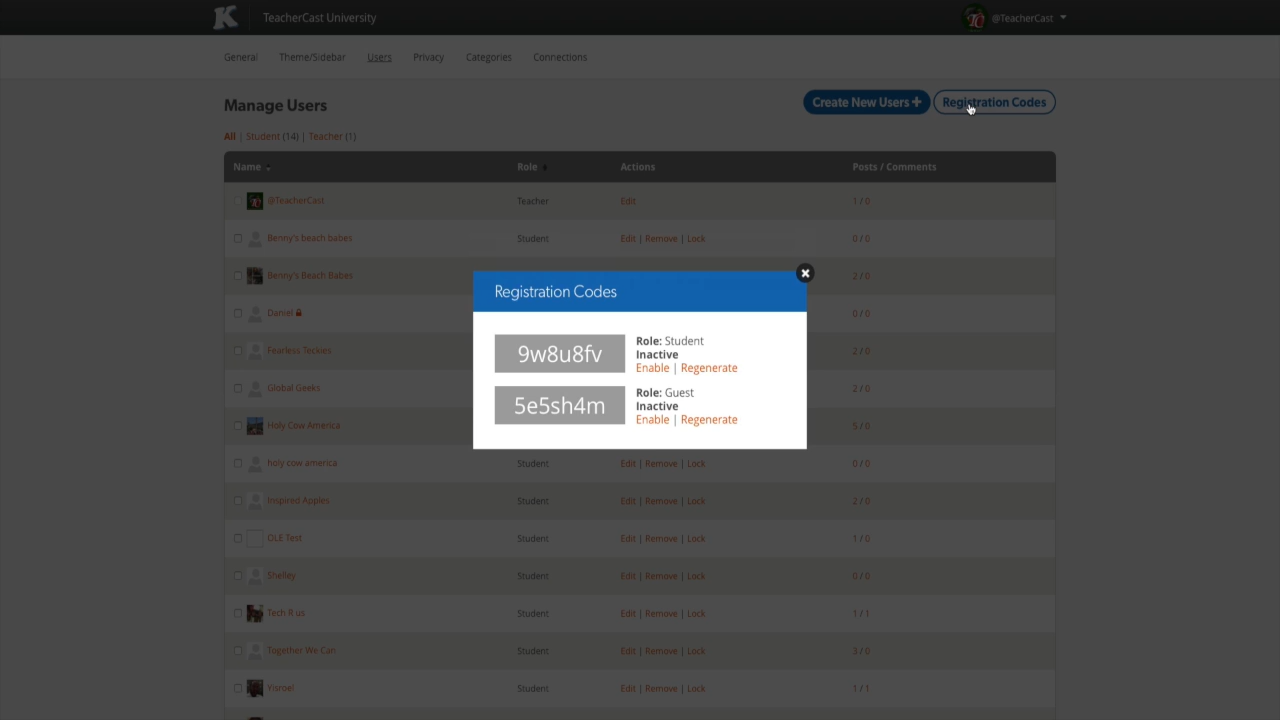 K TeacherCast University
@TeacherCast
General Theme/Sidebar Users Privacy Categories Connections
Manage Users
Create New Users +
Registration Codes
All | Student (14) | Teacher (1)
Name Role Actions Posts / Comments
@TeacherCast Teacher Edit 1 / 0
Benny's beach babes Student Edit | Remove | Lock 0 / 0
Benny's Beach Babes 2 / 0
Daniel 0 / 0
Fearless Teckies 2 / 0
Global Geeks 2 / 0
Holy Cow America 5 / 0
holy cow america Student Edit | Remove | Lock 0 / 0
Inspired Apples Student Edit | Remove | Lock 2 / 0
OLE Test Student Edit | Remove | Lock 1 / 0
Shelley Student Edit | Remove | Lock 0 / 0
Tech R us Student Edit | Remove | Lock 1 / 1
Together We Can Student Edit | Remove | Lock 3 / 0
Student Edit | Remove | Lock 1 / 1
Registration Codes
9w8u8fv
Role: Student
Inactive
Enable | Regenerate
5e5sh4m
Role: Guest
Inactive
Enable | Regenerate